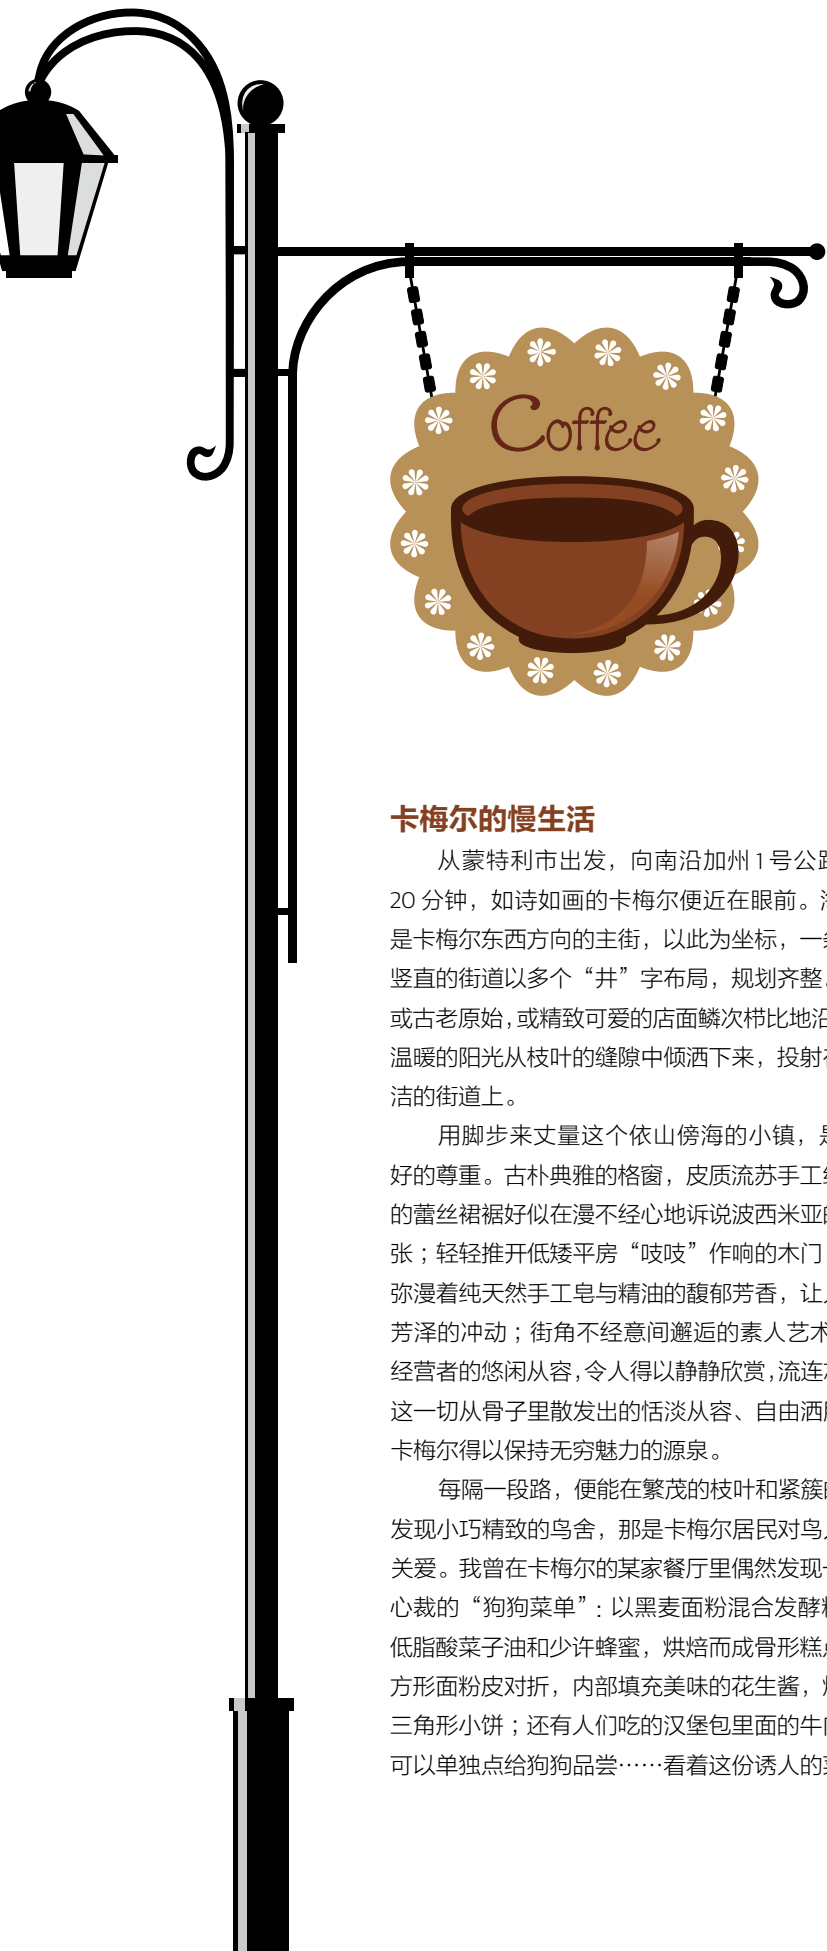 Coffee
卡梅尔的慢生活
从蒙特利市出发，向南沿加州1号公路
20 分钟，如诗如画的卡梅尔便近在眼前。
是卡梅尔东西方向的主街，以此为坐标，一
竖直的街道以多个“井”字布局，规划齐整
或古老原始，或精致可爱的店面鳞次栉比地沿
温暖的阳光从枝叶的缝隙中倾洒下来，投射在
洁的街道上。
用脚步来丈量这个依山傍海的小镇，是
好的尊重。古朴典雅的格窗，皮质流苏手工
的蕾丝裙裾好似在漫不经心地诉说波西米亚的
张；轻轻推开低矮平房“吱吱”作响的木门
弥漫着纯天然手工皂与精油的馥郁芳香，让人
芳泽的冲动；街角不经意间邂逅的素人艺术
经营者的悠闲从容，令人得以静静欣赏，流连
这一切从骨子里散发出的恬淡从容、自由洒脱
卡梅尔得以保持无穷魅力的源泉。
每隔一段路，便能在繁茂的枝叶和紧簇的
发现小巧精致的鸟舍，那是卡梅尔居民对鸟儿
关爱。我曾在卡梅尔的某家餐厅里偶然发现
心裁的“狗狗菜单”：以黑麦面粉混合发酵粉
低脂酸菜子油和少许蜂蜜，烘焙而成骨形糕点
方形面粉皮对折，内部填充美味的花生酱，
三角形小饼；还有人们吃的汉堡包里面的牛肉
可以单独点给狗狗品尝……看着这份诱人的菜